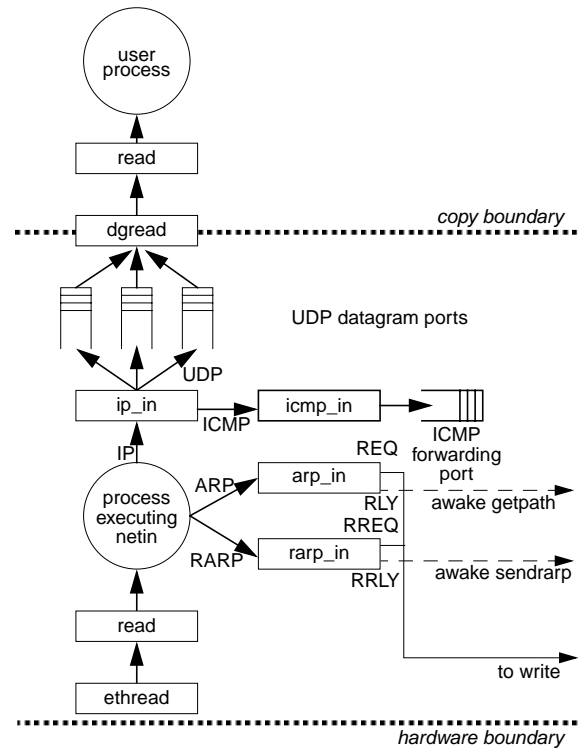 user
process
read
copy boundary
dgread
UDP datagram ports
UDP
ip_in
icmp_in
ICMP
ICMP
forwarding
port
IP
REQ
ARP
arp_in
process
executing
netin
RLY
awake getpath
RREQ
rarp_in
RARP
RRLY
awake sendrarp
read
to write
ethread
hardware boundary